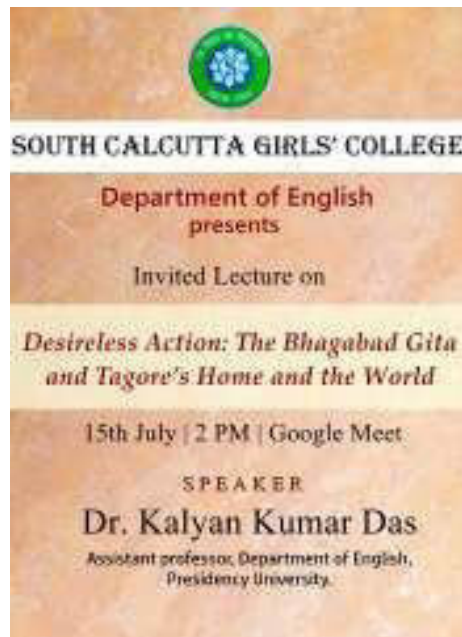 SOUTH CALCUTTA GIRLS' COLLEGE
Department of English
presents
Invited Lecture on
Desireless Action: The Bhagabad Gita
and Tagore's Home and the World
15th July | 2 PM | Google Meet
SPEAKER
Dr. Kalyan Kumar Das
Assistant professor, Department of English,
Presidency University.